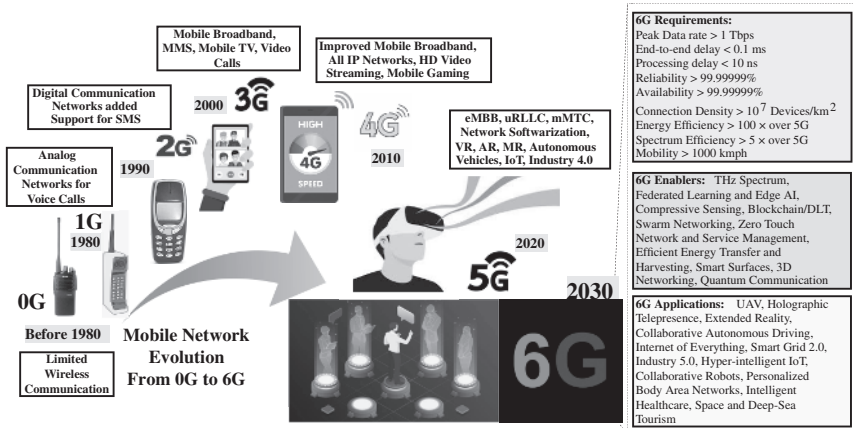 Mobile Broadband,
MMS, Mobile TV, Video
Calls
Improved Mobile Broadband,
All IP Networks, HD Video
Streaming, Mobile Gaming
Digital Communication
Networks added
Support for SMS
2000
3G
HIGH
4G
SPEED
4G
2010
eMBB, uRLLC, mMTC,
Network Softwarization,
VR, AR, MR, Autonomous
Vehicles, IoT, Industry 4.0
Analog
Communication
Networks for
Voice Calls
1990
2G
1G
1980
0G
Before 1980
Limited
Wireless
Communication
Mobile Network
Evolution
From 0G to 6G
5G
2020
2030
6G
6G Requirements:
Peak Data rate > 1 Tbps
End-to-end delay < 0.1 ms
Processing delay < 10 ns
Reliability > 99.99999%
Availability > 99.99999%
Connection Density > 10⁷ Devices/km²
Energy Efficiency > 100 × over 5G
Spectrum Efficiency > 5 × over 5G
Mobility > 1000 kmph
6G Enablers: THz Spectrum,
Federated Learning and Edge AI,
Compressive Sensing, Blockchain/DLT,
Swarm Networking, Zero Touch
Network and Service Management,
Efficient Energy Transfer and
Harvesting, Smart Surfaces, 3D
Networking, Quantum Communication
6G Applications: UAV, Holographic
Telepresence, Extended Reality,
Collaborative Autonomous Driving,
Internet of Everything, Smart Grid 2.0,
Industry 5.0, Hyper-intelligent IoT,
Collaborative Robots, Personalized
Body Area Networks, Intelligent
Healthcare, Space and Deep-Sea
Tourism